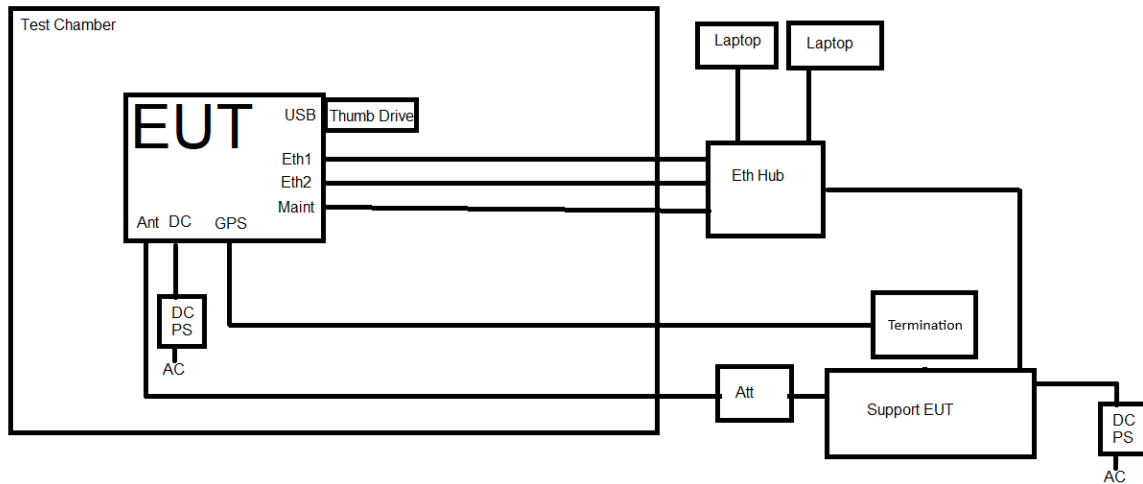 Test Chamber
Laptop
Laptop
EUT
USB
Thumb Drive
Eth1
Eth2
Maint
Eth Hub
Ant
DC
GPS
DC
PS
AC
Termination
Att
Support EUT
DC
PS
AC